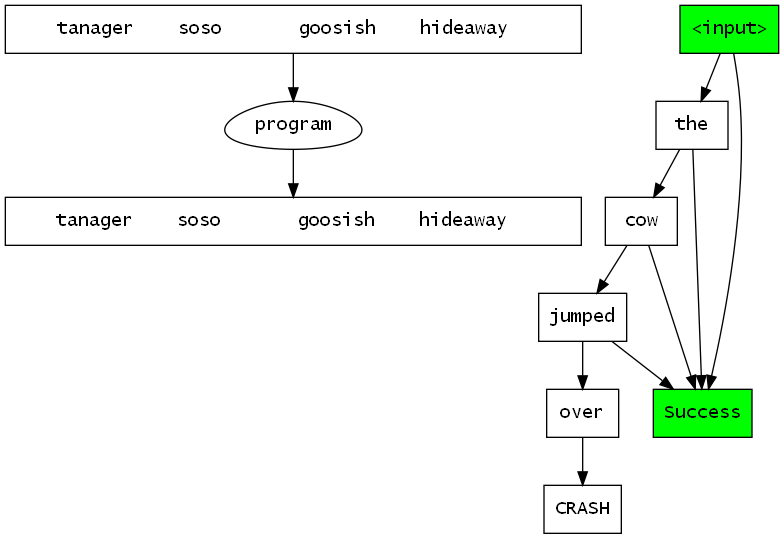 tanager soso goosish hideaway
program
tanager soso goosish hideaway
<input>
the
cow
jumped
over
Success
CRASH